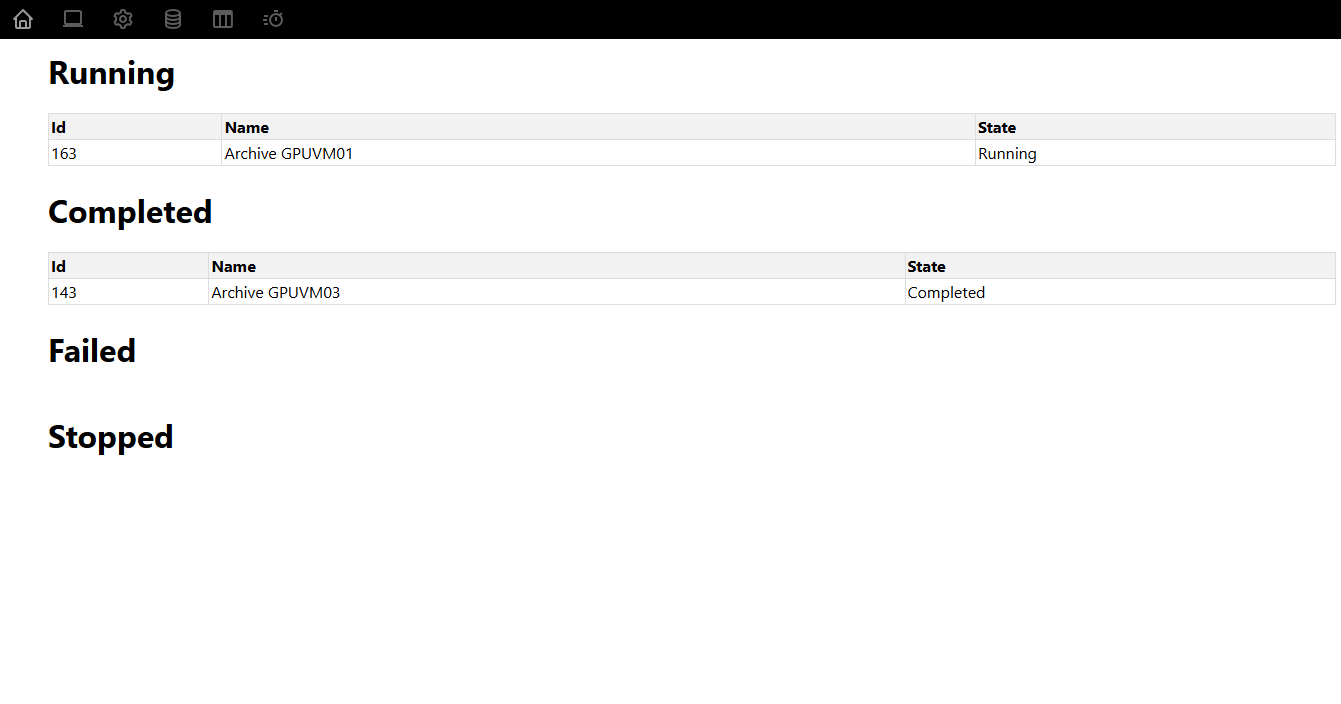 Running
Id Name State
163 Archive GPUVM01 Running
Completed
Id Name State
143 Archive GPUVM03 Completed
Failed
Stopped